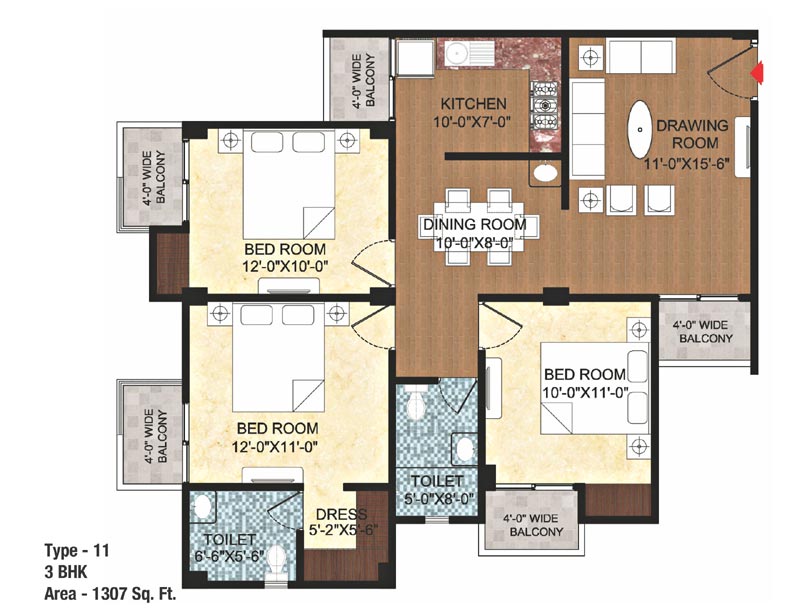 4'-0" WIDE
BALCONY
KITCHEN
10'-0"X7'-0"
DRAWING
ROOM
11'-0"X15'-6"
4'-0" WIDE
BALCONY
DINING ROOM
10'-0"X8'-0"
BED ROOM
12'-0"X10'-0"
4'-0" WIDE
BALCONY
BED ROOM
10'-0"X11'-0"
4'-0" WIDE
BALCONY
BED ROOM
12'-0"X11'-0"
TOILET
5'-0"X8'-0"
DRESS
5'-2"X5'-6"
4'-0" WIDE
BALCONY
TOILET
6'-6"X5'-6"
Type - 11
3 BHK
Area - 1307 Sq. Ft.